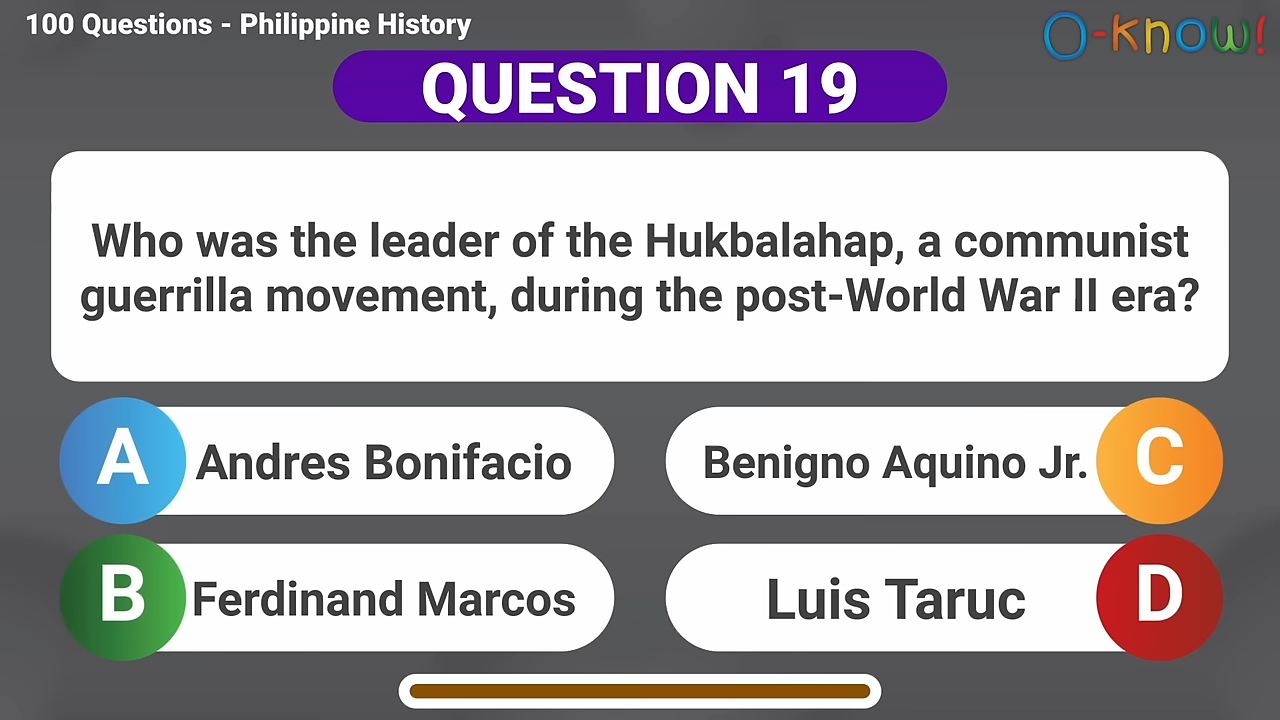 100 Questions - Philippine History
O-know!
QUESTION 19
Who was the leader of the Hukbalahap, a communist
guerrilla movement, during the post-World War II era?
A Andres Bonifacio
B Ferdinand Marcos
Benigno Aquino Jr. C
Luis Taruc D